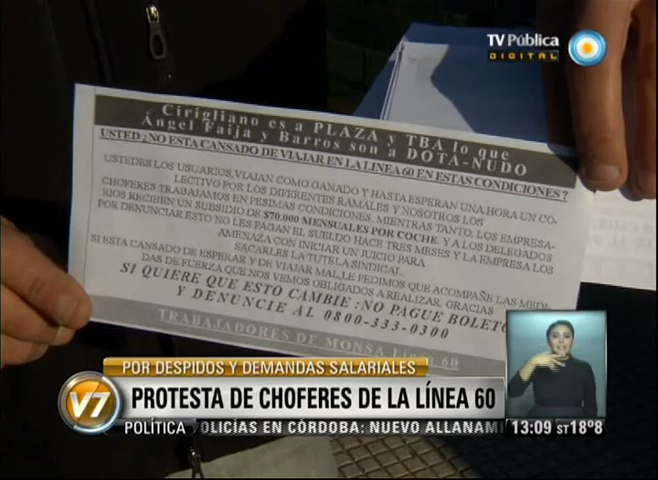 TV Pública
DIGITAL
Cirigliano es a PLAZA y TBA lo que
Ángel Faija y Barros son a DOTA-NUDO
USTED ¿NO ESTA CANSADO DE VIAJAR EN LA LINEA 60 EN ESTAS CONDICIONES?
USTEDES LOS USUARIOS, VIAJAN COMO GANADO Y HASTA ESPERAN UNA HORA UN CO-
LECTIVO POR LOS DIFERENTES RAMALES Y NOSOTROS LOS
CHOFERES TRABAJAMOS EN PESIMAS CONDICIONES. MIENTRAS TANTO, LOS EMPRESA-
RIOS RECIBEN UN SUBSIDIO DE $70.000 MENSUALES POR COCHE. Y A LOS DELEGADOS
POR DENUNCIAR ESTO NO LES PAGAN EL SUELDO HACE TRES MESES Y LA EMPRESA LOS
AMENAZA CON INICIAR UN JUICIO PARA
SACARLES LA TUTELA SINDICAL.
SI ESTA CANSADO DE ESPERAR Y DE VIAJAR MAL, LE PEDIMOS QUE ACOMPAÑE LAS MEDI-
DAS DE FUERZA QUE NOS VEMOS OBLIGADOS A REALIZAR. GRACIAS
SI QUIERE QUE ESTO CAMBIE: NO PAGUE BOLETO
Y DENUNCIE AL 0800-333-0300
TRABAJADORES DE MONSA LINEA 60
POR DESPIDOS Y DEMANDAS SALARIALES
V7
PROTESTA DE CHOFERES DE LA LÍNEA 60
POLÍTICA
OLICÍAS EN CÓRDOBA: NUEVO ALLANAMI
13:09 ST 18º8